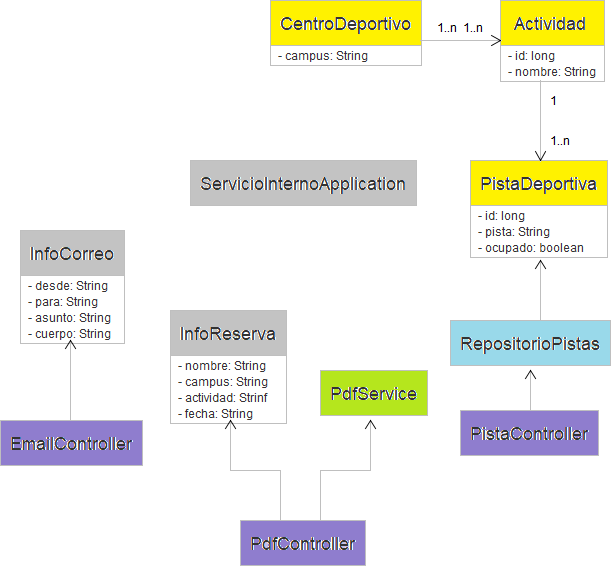 CentroDeportivo
- campus: String
1..n 1..n
Actividad
- id: long
- nombre: String
1
1..n
ServicioInternoApplication
PistaDeportiva
- id: long
- pista: String
- ocupado: boolean
InfoCorreo
- desde: String
- para: String
- asunto: String
- cuerpo: String
InfoReserva
- nombre: String
- campus: String
- actividad: Strinf
- fecha: String
RepositorioPistas
PdfService
EmailController
PistaController
PdfController